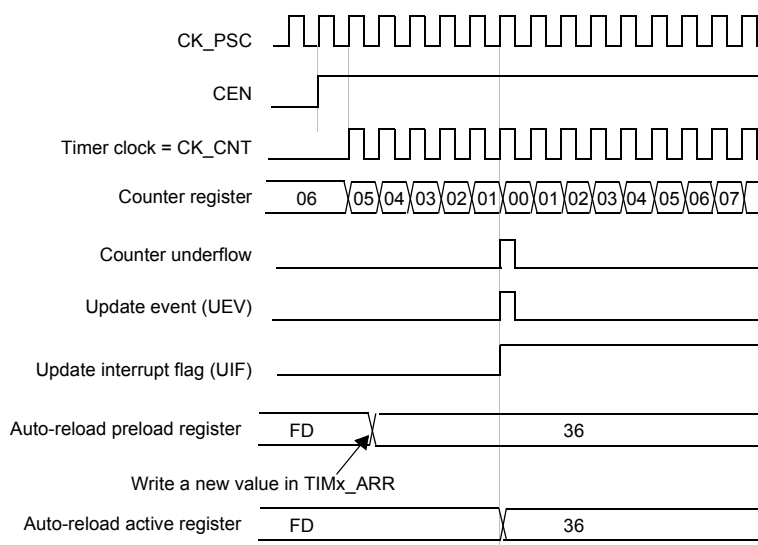 CK_PSC
CEN
Timer clock = CK_CNT
Counter register 06 05 04 03 02 01 00 01 02 03 04 05 06 07
Counter underflow
Update event (UEV)
Update interrupt flag (UIF)
Auto-reload preload register FD 36
Write a new value in TIMx_ARR
Auto-reload active register FD 36